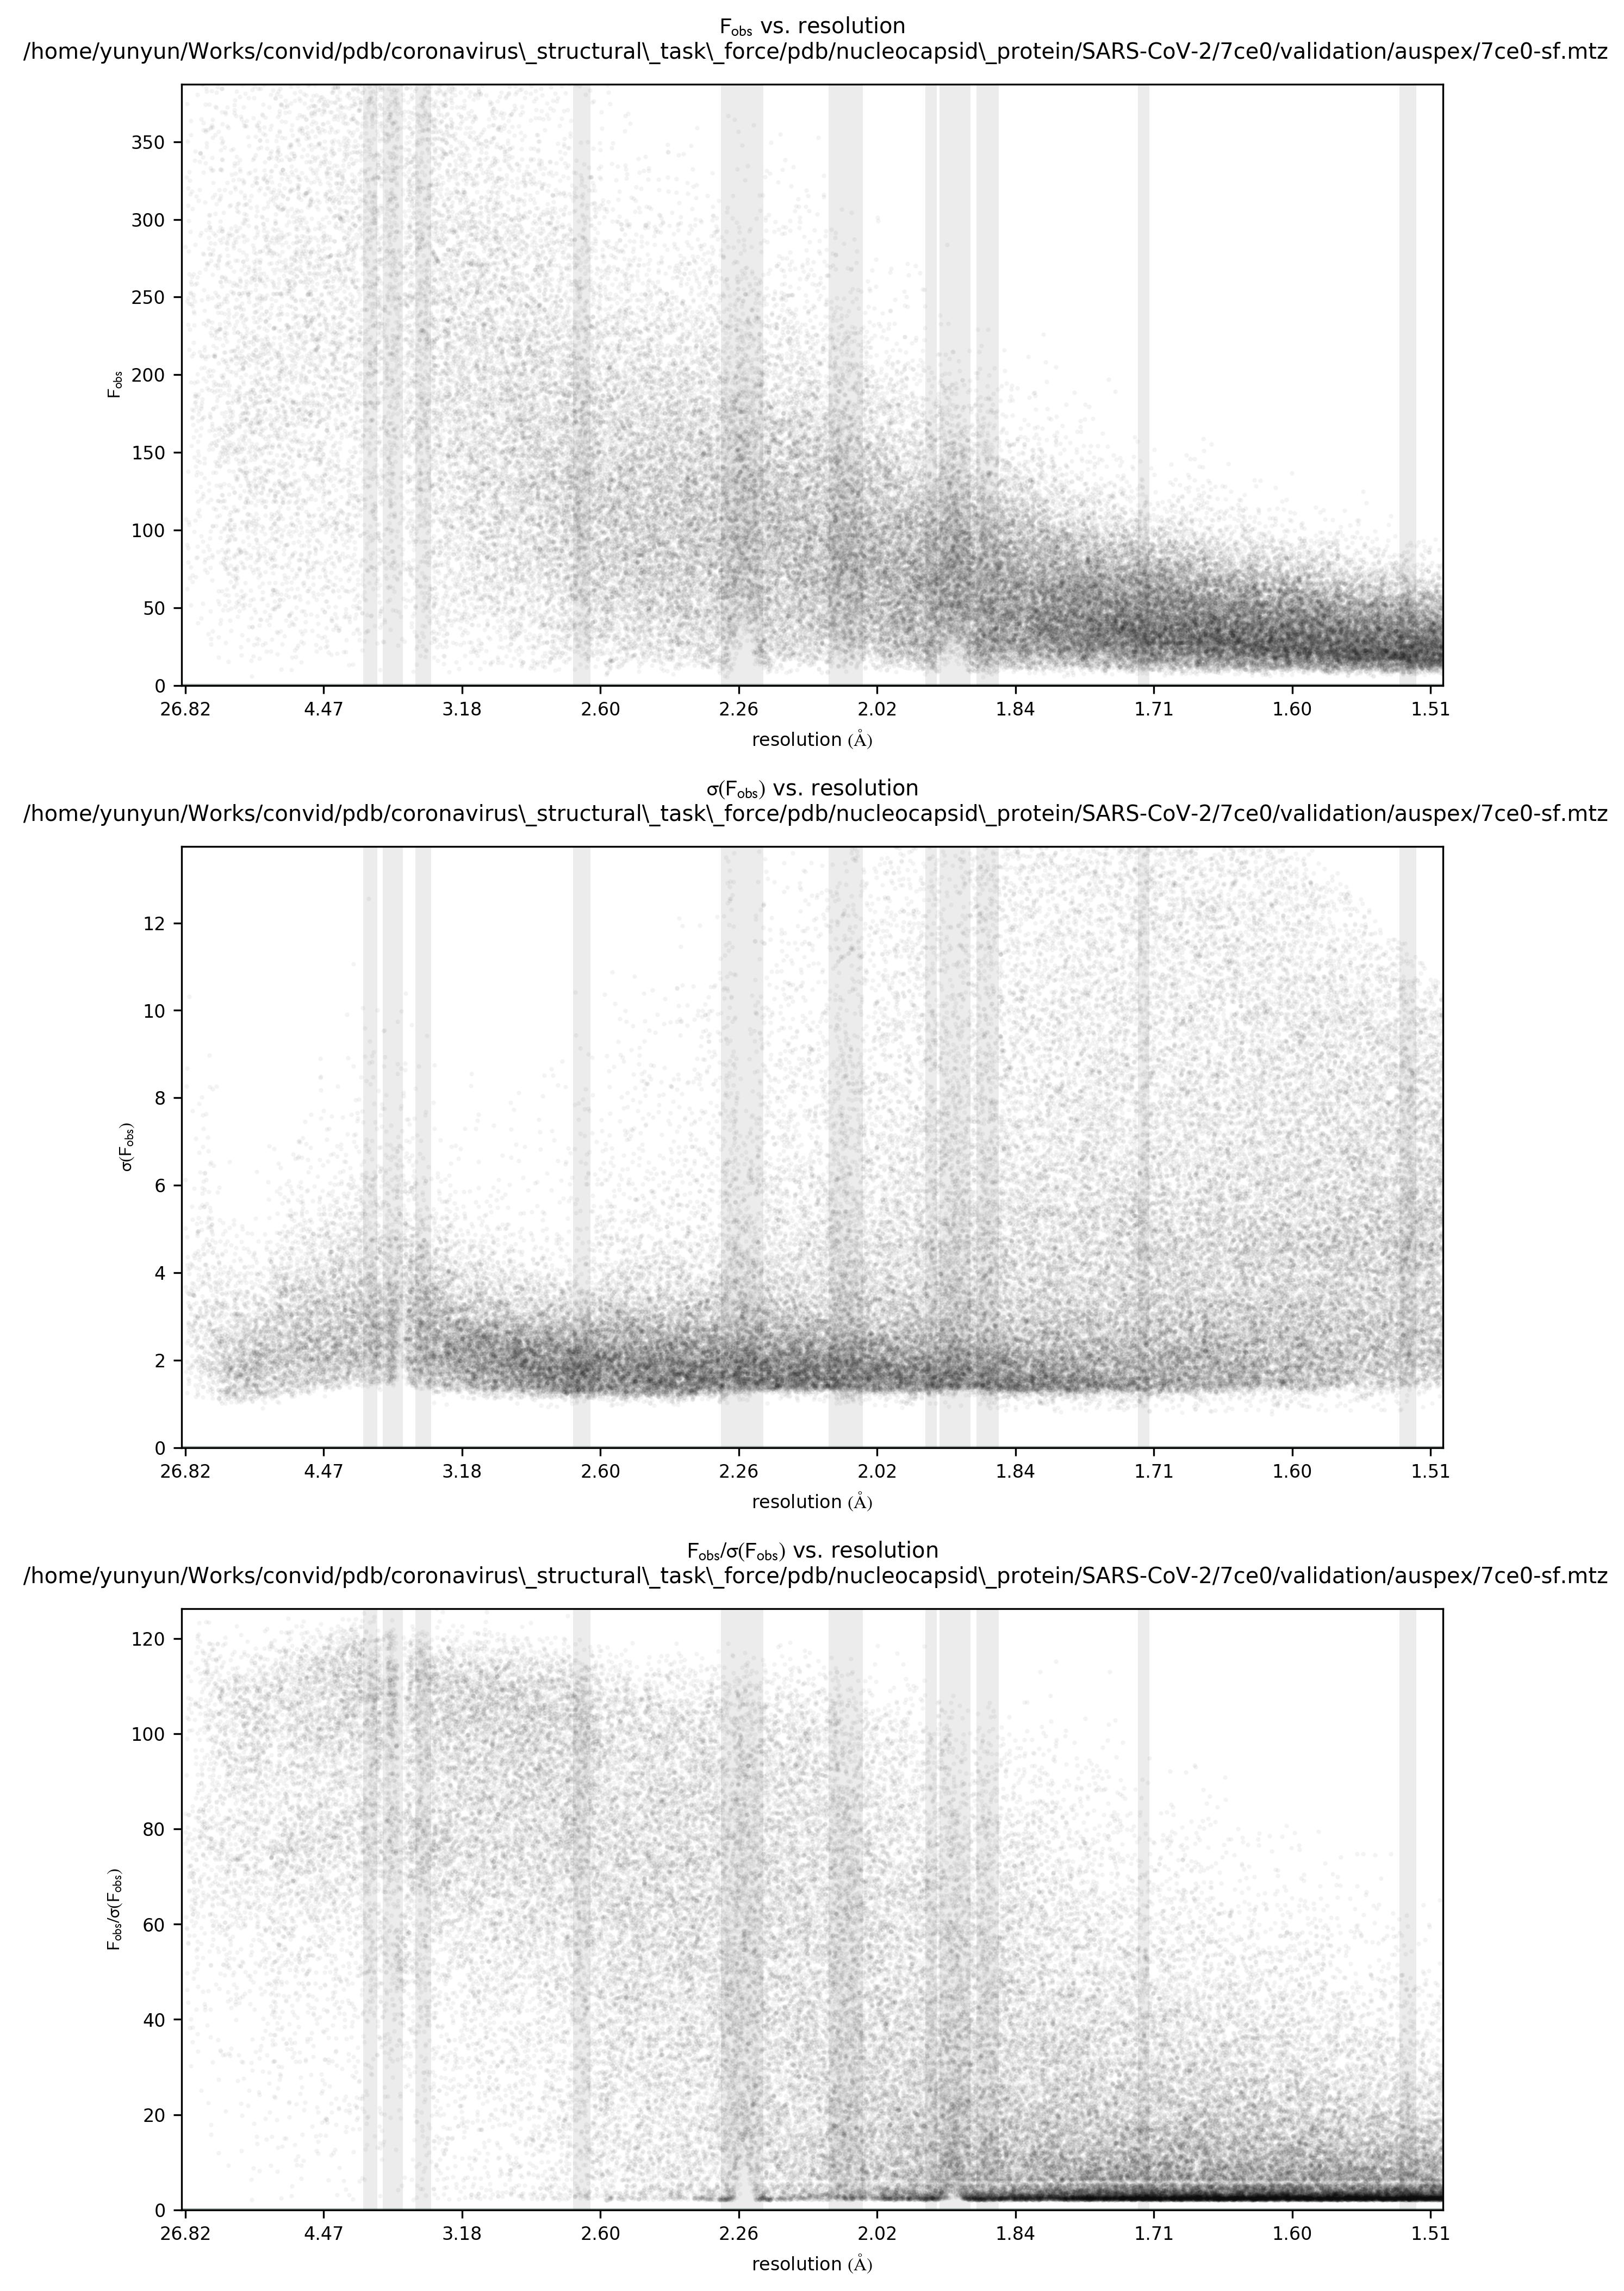 Fobs vs. resolution
/home/yunyun/Works/convid/pdb/coronavirus\_structural\_task\_force/pdb/nucleocapsid\_protein/SARS-CoV-2/7ce0/validation/auspex/7ce0-sf.mtz
350
300
250
200
150
100
50
0
Fobs
26.82 4.47 3.18 2.60 2.26 2.02 1.84 1.71 1.60 1.51
resolution (Å)
σ(Fobs) vs. resolution
/home/yunyun/Works/convid/pdb/coronavirus\_structural\_task\_force/pdb/nucleocapsid\_protein/SARS-CoV-2/7ce0/validation/auspex/7ce0-sf.mtz
12
10
8
6
4
2
0
σ(Fobs)
26.82 4.47 3.18 2.60 2.26 2.02 1.84 1.71 1.60 1.51
resolution (Å)
Fobs/σ(Fobs) vs. resolution
/home/yunyun/Works/convid/pdb/coronavirus\_structural\_task\_force/pdb/nucleocapsid\_protein/SARS-CoV-2/7ce0/validation/auspex/7ce0-sf.mtz
120
100
80
60
40
20
0
Fobs/σ(Fobs)
26.82 4.47 3.18 2.60 2.26 2.02 1.84 1.71 1.60 1.51
resolution (Å)